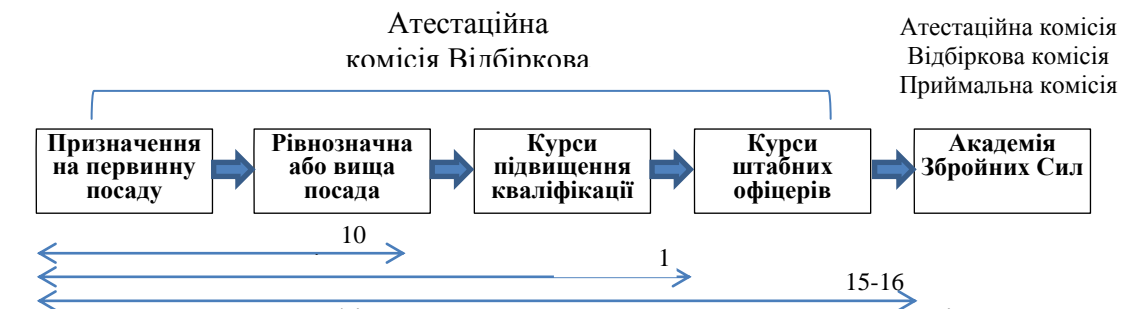 Атестаційна
комісія Відбіркова
Атестаційна комісія
Відбіркова комісія
Приймальна комісія
Призначення
на первинну
посаду
Рівнозначна
або вища
посада
Курси
підвищення
кваліфікації
Курси
штабних
офіцерів
Академія
Збройних Сил
10
1
15-16